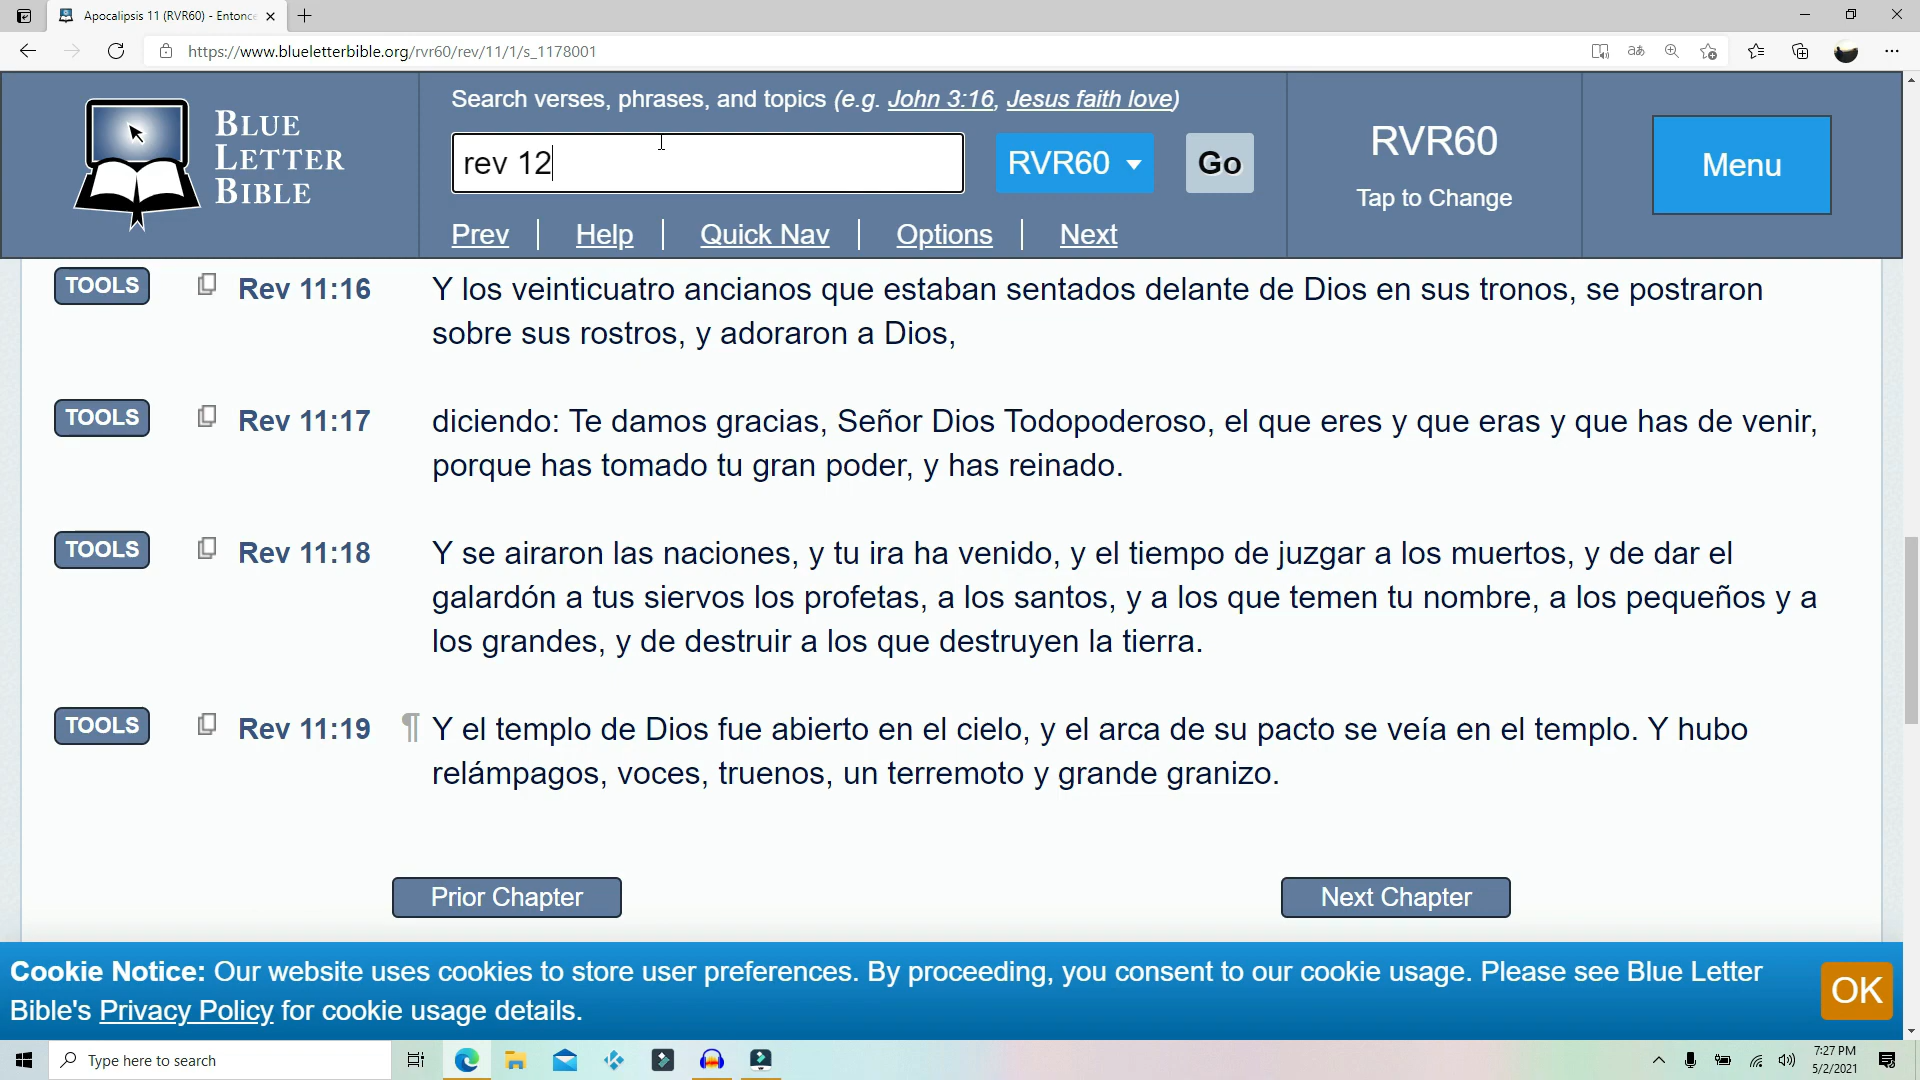 Apocalipsis 11 (RVR60) - Entonce
https://www.blueletterbible.org/rvr60/rev/11/1/s_1178001
BLUE
LETTER
BIBLE
Search verses, phrases, and topics (e.g. John 3:16, Jesus faith love)
rev 12
RVR60
Go
Prev
Help
Quick Nav
Options
Next
RVR60
Tap to Change
Menu
TOOLS Rev 11:16 Y los veinticuatro ancianos que estaban sentados delante de Dios en sus tronos, se postraron
sobre sus rostros, y adoraron a Dios,
TOOLS Rev 11:17 diciendo: Te damos gracias, Señor Dios Todopoderoso, el que eres y que eras y que has de venir,
porque has tomado tu gran poder, y has reinado.
TOOLS Rev 11:18 Y se airaron las naciones, y tu ira ha venido, y el tiempo de juzgar a los muertos, y de dar el
galardón a tus siervos los profetas, a los santos, y a los que temen tu nombre, a los pequeños y a
los grandes, y de destruir a los que destruyen la tierra.
TOOLS Rev 11:19 ¶ Y el templo de Dios fue abierto en el cielo, y el arca de su pacto se veía en el templo. Y hubo
relámpagos, voces, truenos, un terremoto y grande granizo.
Prior Chapter
Next Chapter
Cookie Notice: Our website uses cookies to store user preferences. By proceeding, you consent to our cookie usage. Please see Blue Letter
Bible's Privacy Policy for cookie usage details.
OK
Type here to search
7:27 PM
5/2/2021